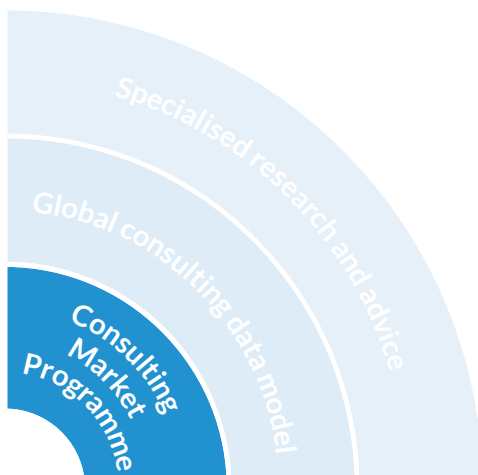 Specialised research and advice
Global consulting data model
Consulting
Market
Programme